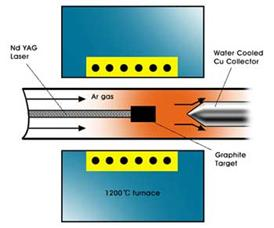 Nd YAG
Laser
Water Cooled
Cu Collector
Ar gas
Graphite
Target
1200°C furnace